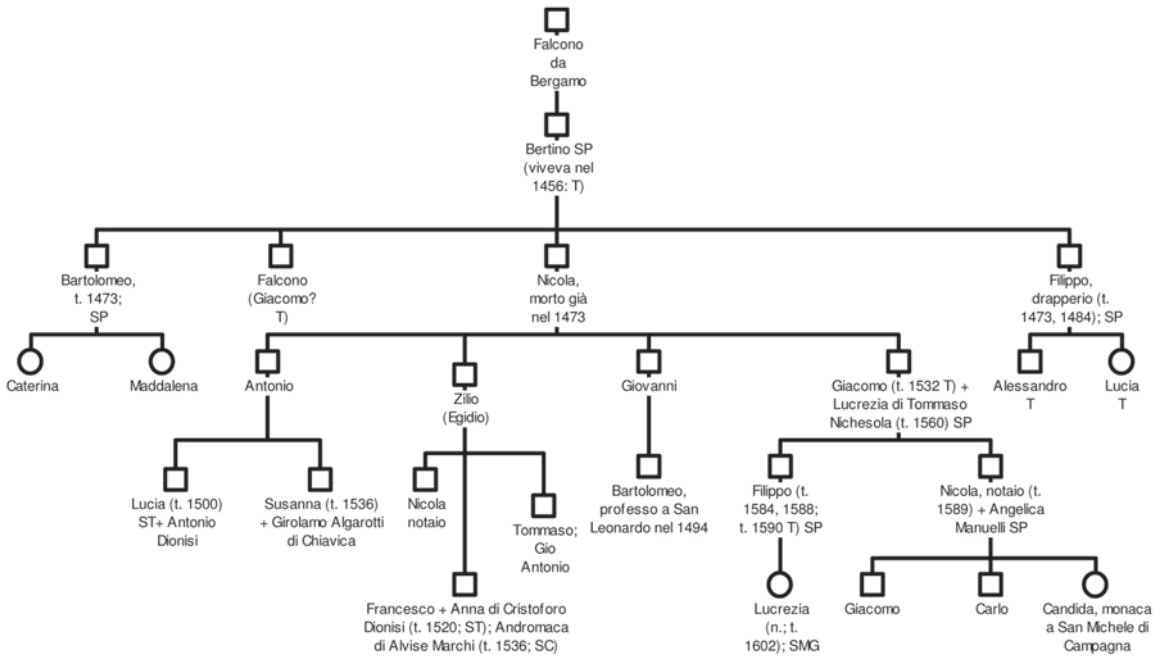 Falcono
da
Bergamo
Bertino SP
(viveva nel
1456: T)
Bartolomeo,
t. 1473;
SP
Falcono
(Giacomo?
T)
Nicola,
morto già
nel 1473
Filippo,
drapperio (t.
1473, 1484); SP
Caterina
Maddalena
Antonio
Zilio
(Egidio)
Giovanni
Giacomo (t. 1532 T) +
Lucrezia di Tommaso
Nichesola (t. 1560) SP
Alessandro
T
Lucia
T
Lucia (t. 1500)
ST+ Antonio
Dionisi
Susanna (t. 1536)
+ Girolamo Algarotti
di Chiavica
Nicola
notaio
Tommaso;
Gio
Antonio
Bartolomeo,
professo a San
Leonardo nel 1494
Filippo (t.
1584, 1588;
t. 1590 T) SP
Nicola, notaio (t.
1589) + Angelica
Manuelli SP
Francesco + Anna di Cristoforo
Dionisi (t. 1520; ST); Andromaca
di Alvise Marchi (t. 1536; SC)
Lucrezia
(n.; t.
1602); SMG
Giacomo
Carlo
Candida, monaca
a San Michele di
Campagna